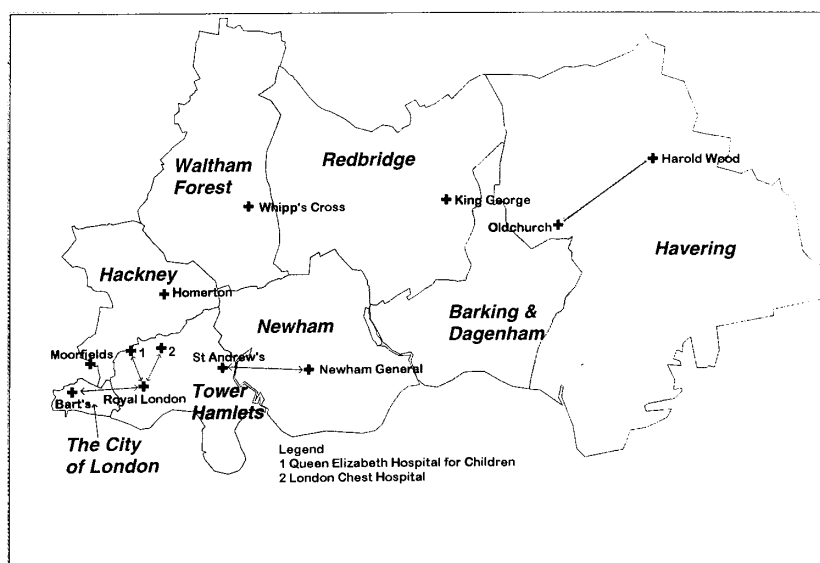 Waltham
Forest
Redbridge
Harold Wood
Whipp's Cross
King George
Oldchurch
Havering
Hackney
Homerton
Newham
Barking &
Dagenham
Moorfields
1
2
St Andrew's
Newham General
Bart's
Royal London
Tower
Hamlets
The City
of London
Legend
1 Queen Elizabeth Hospital for Children
2 London Chest Hospital